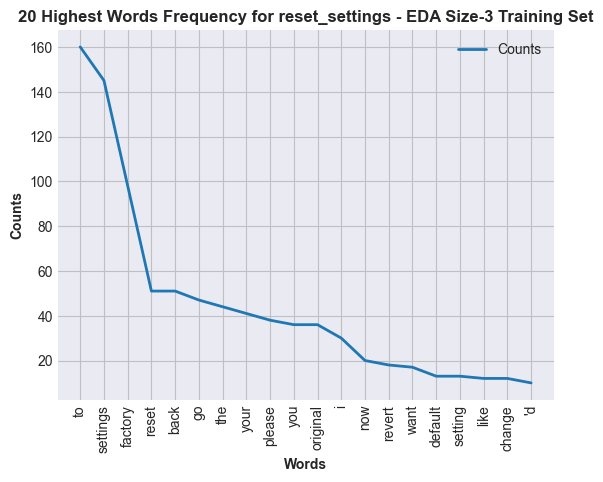 20 Highest Words Frequency for reset_settings - EDA Size-3 Training Set
Counts
160
140
120
100
80
60
40
20
Counts
to
settings
factory
reset
back
go
the
your
please
you
original
i
now
revert
want
default
setting
like
change
'd
Words